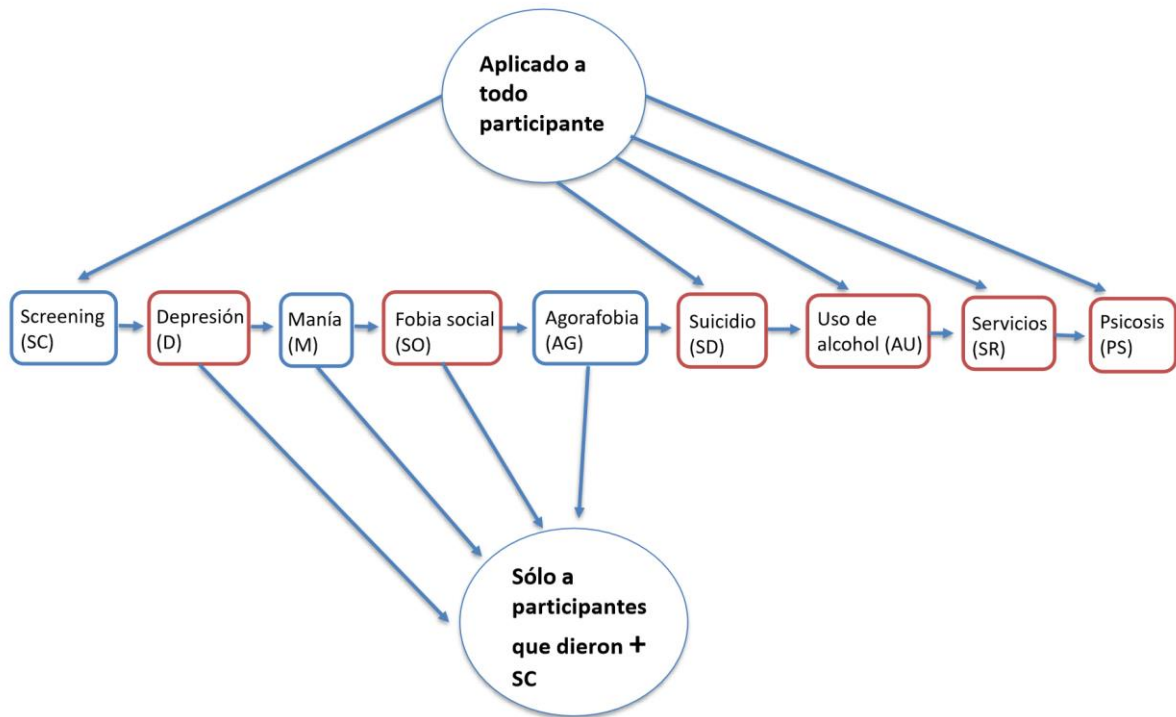 Aplicado a
todo
participante
Screening
(SC)
Depresión
(D)
Manía
(M)
Fobia social
(SO)
Agorafobia
(AG)
Suicidio
(SD)
Uso de
alcohol (AU)
Servicios
(SR)
Psicosis
(PS)
Sólo a
participantes
que dieron +
SC